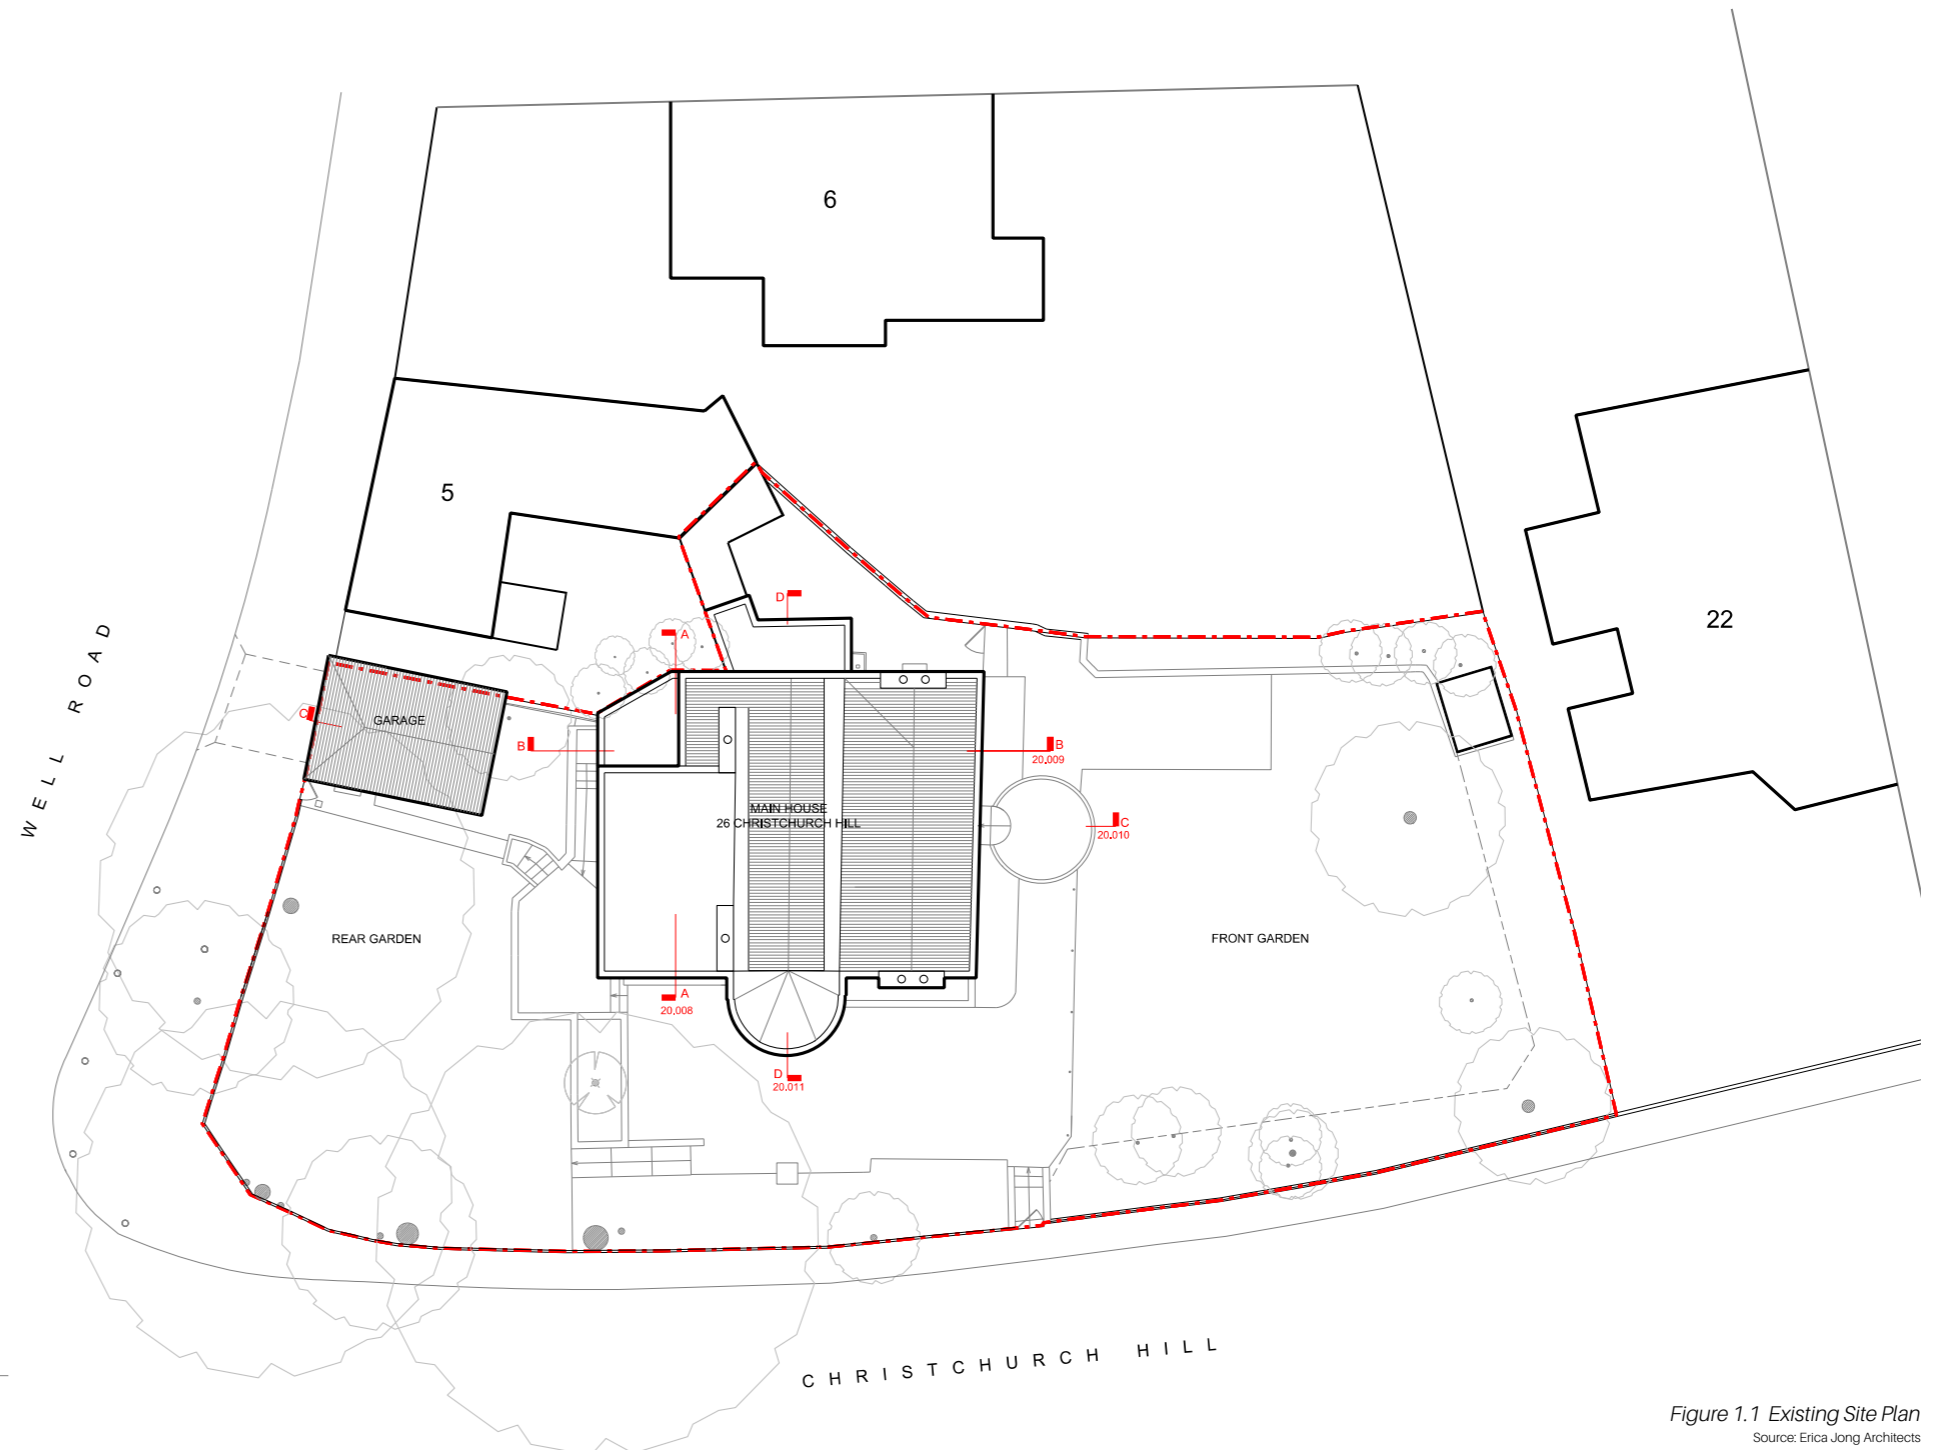 6
5
22
WELL ROAD
D
A
GARAGE
C
B
B
20.009
MAIN HOUSE
26 CHRISTCHURCH HILL
C
20.010
REAR GARDEN
FRONT GARDEN
A
20.008
D
20.011
CHRISTCHURCH HILL
Figure 1.1 Existing Site Plan
Source: Erica Jong Architects